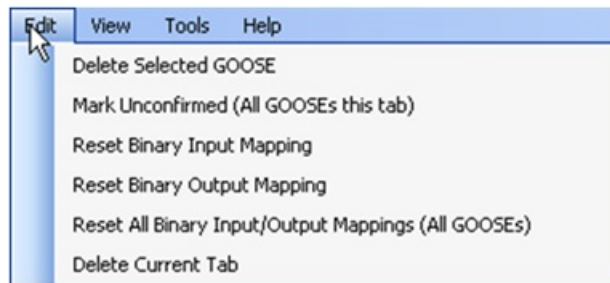 Edit View Tools Help
Delete Selected GOOSE
Mark Unconfirmed (All GOOSEs this tab)
Reset Binary Input Mapping
Reset Binary Output Mapping
Reset All Binary Input/Output Mappings (All GOOSEs)
Delete Current Tab